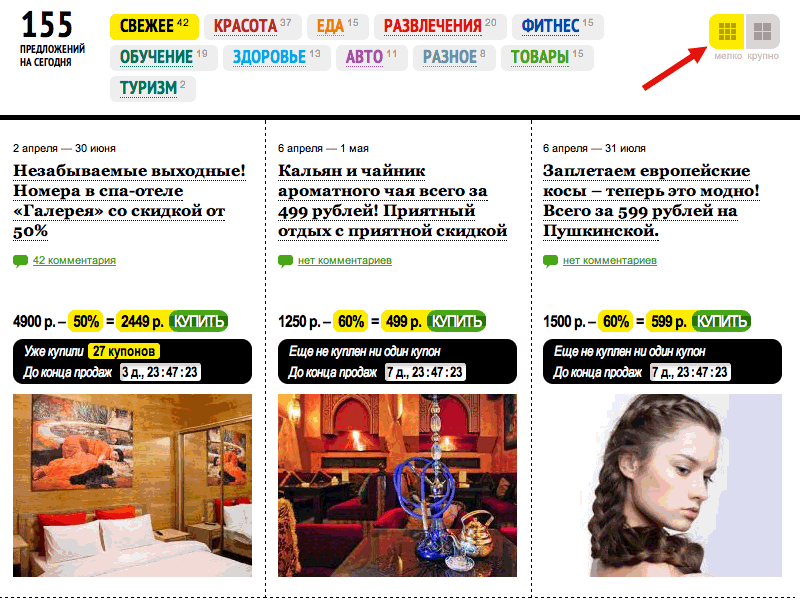 155
ПРЕДЛОЖЕНИЙ
НА СЕГОДНЯ
СВЕЖЕЕ 42 КРАСОТА 37 ЕДА 15 РАЗВЛЕЧЕНИЯ 20 ФИТНЕС 15
ОБУЧЕНИЕ 19 ЗДОРОВЬЕ 13 АВТО 11 РАЗНОЕ 8 ТОВАРЫ 15
ТУРИЗМ 2
мелко крупно
2 апреля — 30 июня
Незабываемые выходные!
Номера в спа-отеле
«Галерея» со скидкой от
50%
42 комментария
4900 р. – 50% = 2449 р. КУПИТЬ
Уже купили 27 купонов
До конца продаж 3 д., 23:47:23
6 апреля — 1 мая
Кальян и чайник
ароматного чая всего за
499 рублей! Приятный
отдых с приятной скидкой
нет комментариев
1250 р. – 60% = 499 р. КУПИТЬ
Еще не куплен ни один купон
До конца продаж 7 д., 23:47:23
6 апреля — 31 июля
Заплетаем европейские
косы – теперь это модно!
Всего за 599 рублей на
Пушкинской.
нет комментариев
1500 р. – 60% = 599 р. КУПИТЬ
Еще не куплен ни один купон
До конца продаж 7 д., 23:47:23